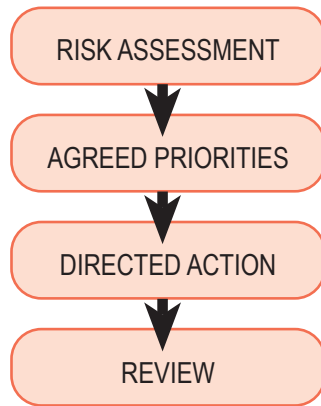 RISK ASSESSMENT
AGREED PRIORITIES
DIRECTED ACTION
REVIEW